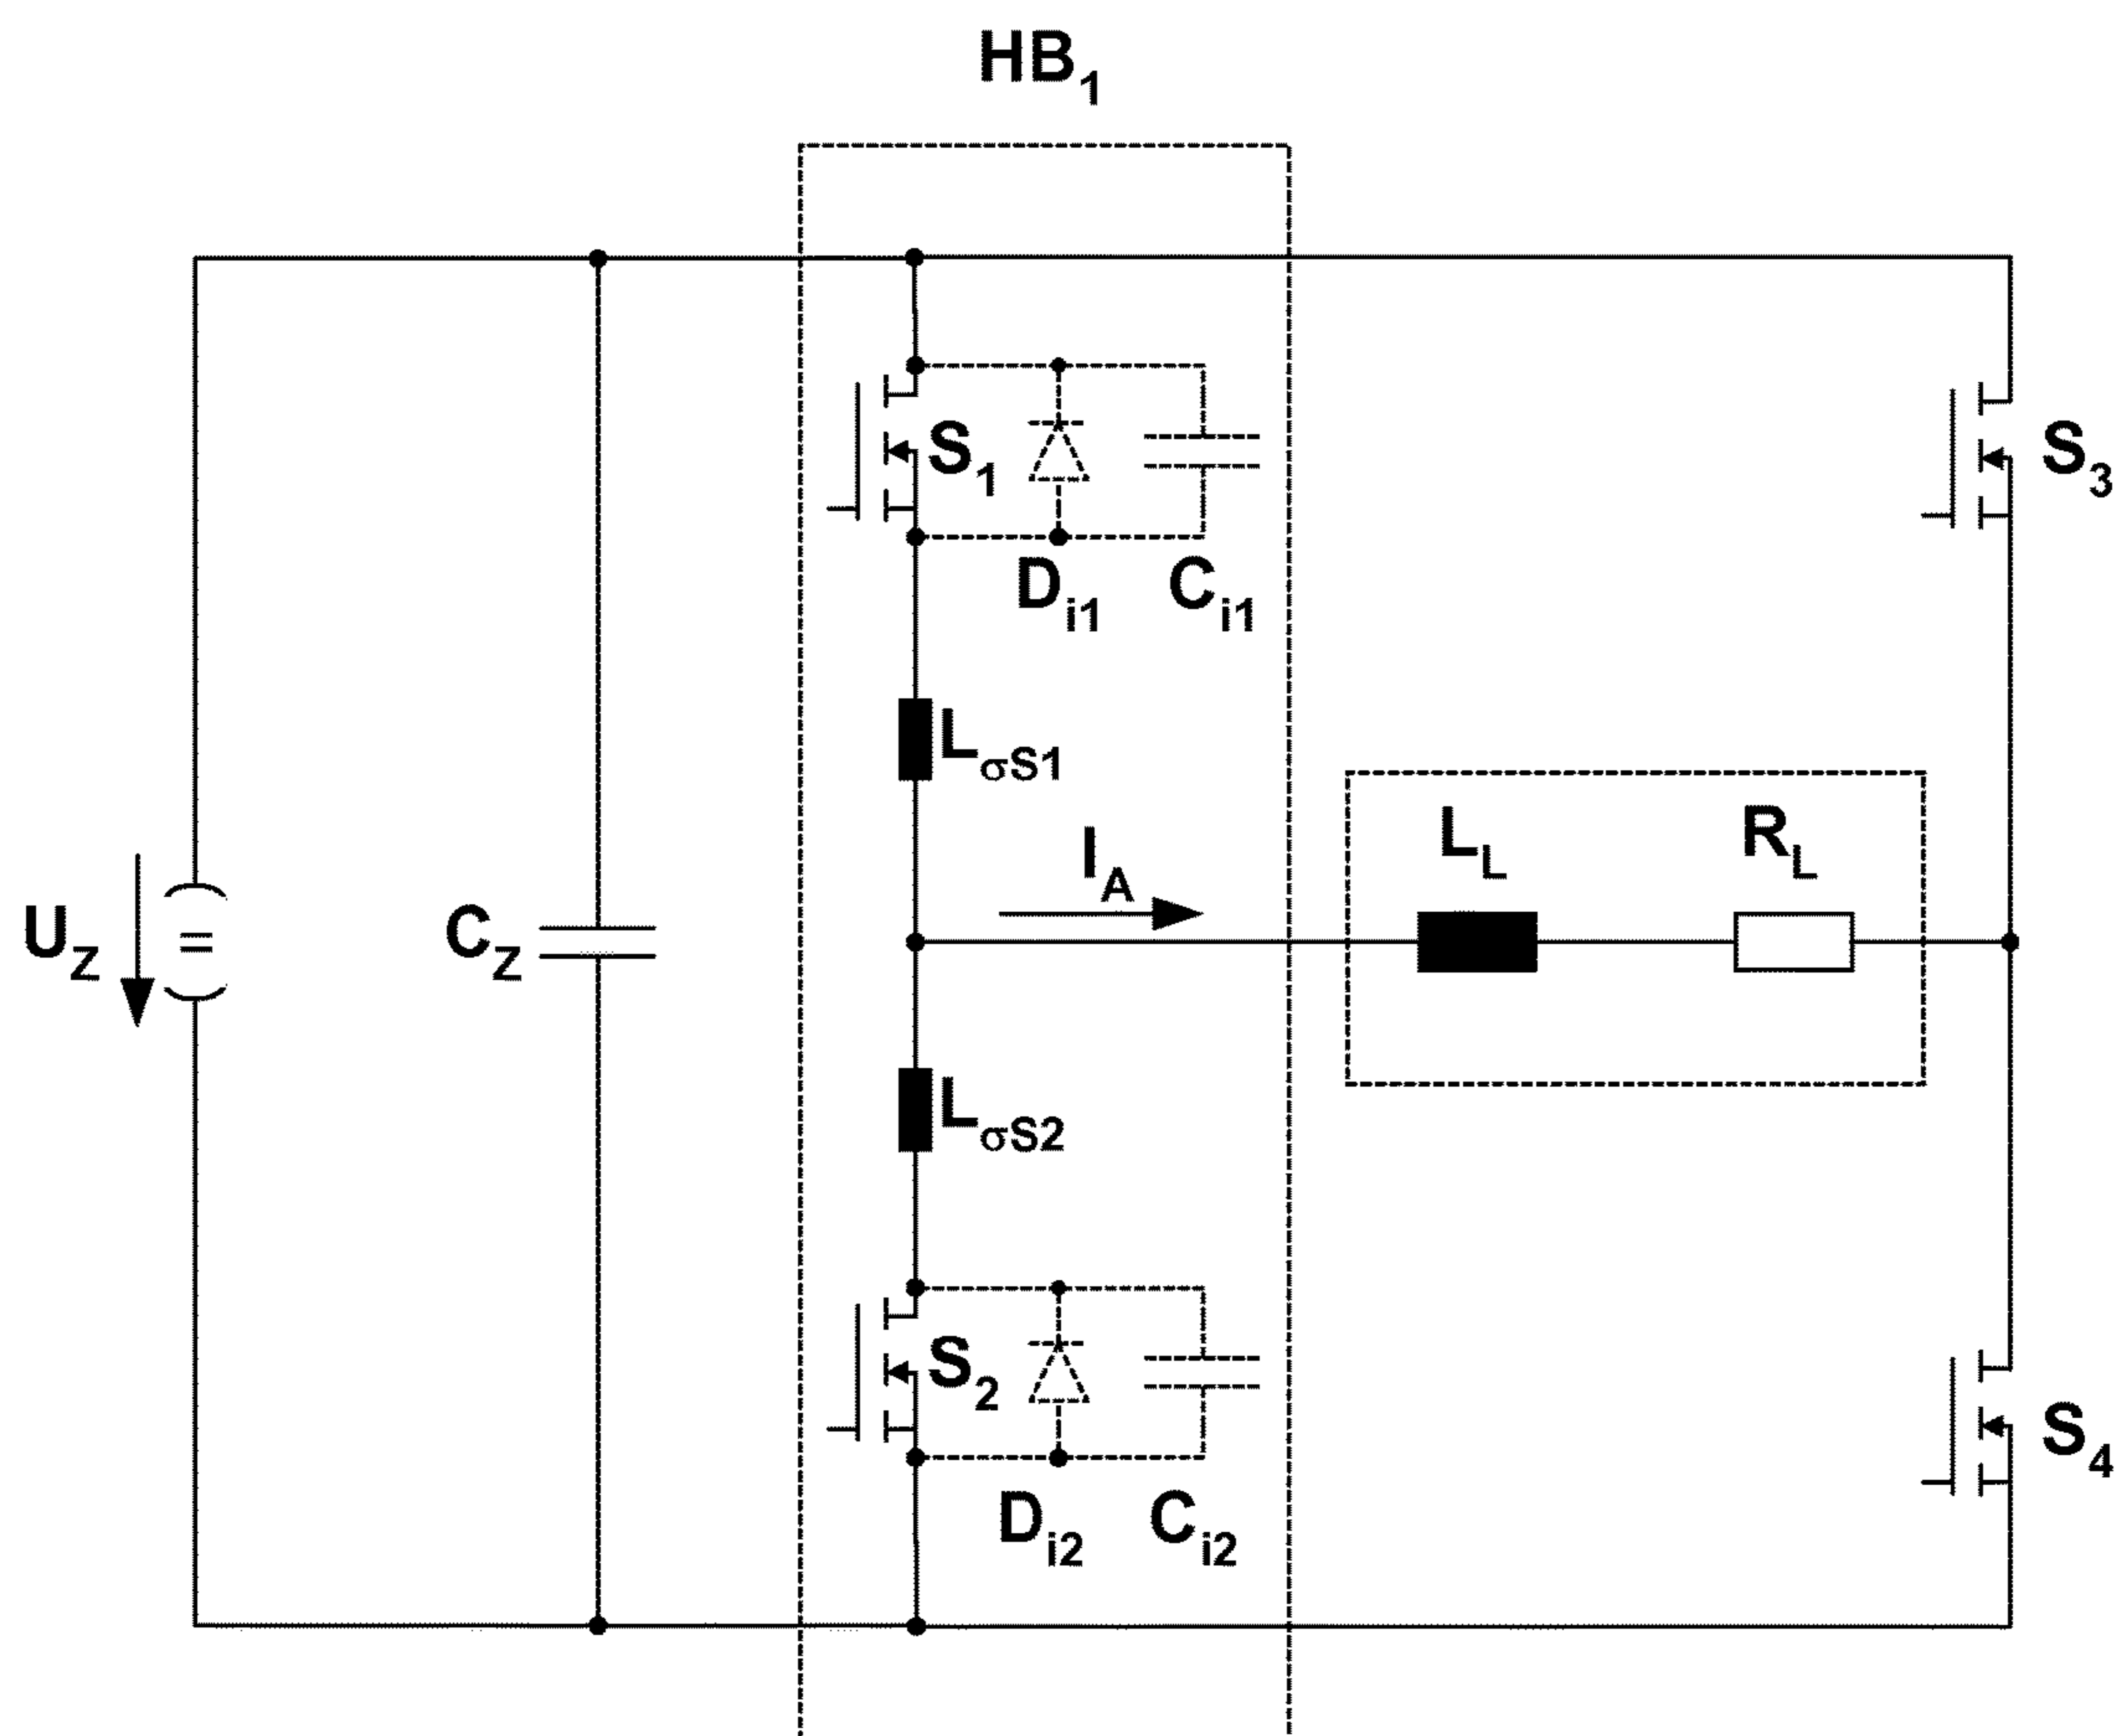 HB1
S1
S3
Di1
Ci1
LσS1
LL
RL
IA
UZ
=
CZ
LσS2
S2
S4
Di2
Ci2